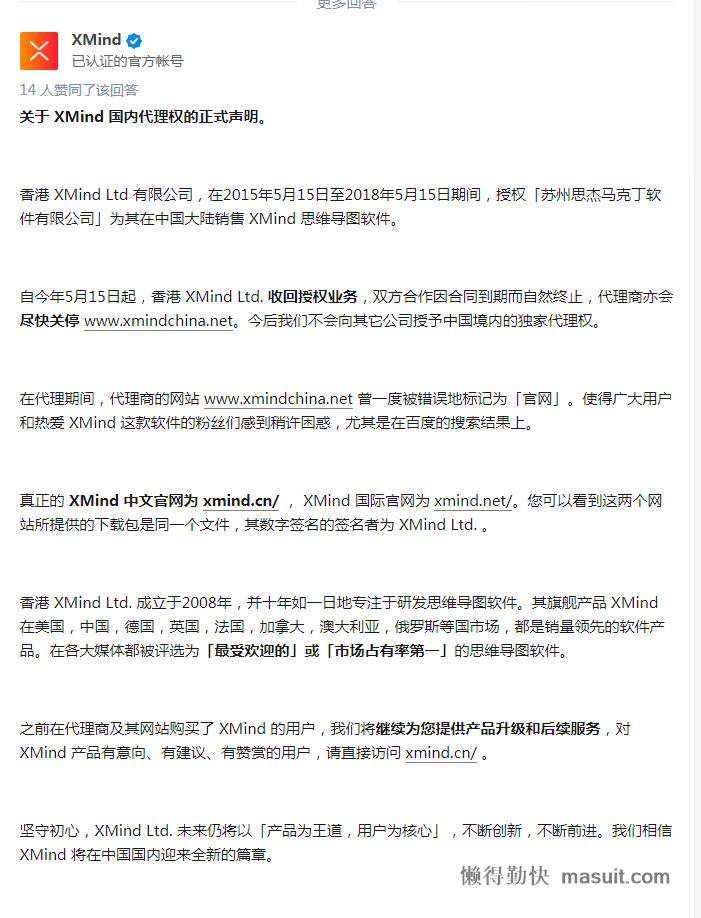 更多回答
XMind
已认证的官方帐号
14 人赞同了该回答
关于 XMind 国内代理权的正式声明。
香港 XMind Ltd 有限公司，在2015年5月15日至2018年5月15日期间，授权「苏州思杰马克丁软
件有限公司」为其在中国大陆销售 XMind 思维导图软件。
自今年5月15日起，香港 XMind Ltd. 收回授权业务，双方合作因合同到期而自然终止，代理商亦会
尽快关停 www.xmindchina.net。今后我们不会向其它公司授予中国境内的独家代理权。
在代理期间，代理商的网站 www.xmindchina.net 曾一度被错误地标记为「官网」。使得广大用户
和热爱 XMind 这款软件的粉丝们感到稍许困惑，尤其是在百度的搜索结果上。
真正的 XMind 中文官网为 xmind.cn/ ， XMind 国际官网为 xmind.net/。您可以看到这两个网
站所提供的下载包是同一个文件，其数字签名的签名者为 XMind Ltd. 。
香港 XMind Ltd. 成立于2008年，并十年如一日地专注于研发思维导图软件。其旗舰产品 XMind
在美国，中国，德国，英国，法国，加拿大，澳大利亚，俄罗斯等国市场，都是销量领先的软件产
品。在各大媒体都被评选为「最受欢迎的」或「市场占有率第一」的思维导图软件。
之前在代理商及其网站购买了 XMind 的用户，我们将继续为您提供产品升级和后续服务，对
XMind 产品有意向、有建议、有赞赏的用户，请直接访问 xmind.cn/ 。
坚守初心，XMind Ltd. 未来仍将以「产品为王道，用户为核心」，不断创新，不断前进。我们相信
XMind 将在中国国内迎来全新的篇章。
懒得勤快 masuit.com